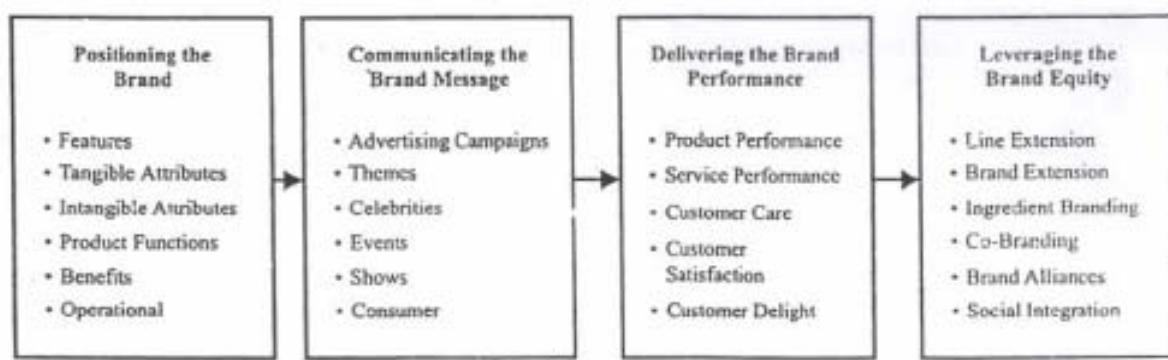 Positioning the
Brand
• Features
• Tangible Attributes
• Intangible Attributes
• Product Functions
• Benefits
• Operational
Communicating the
Brand Message
• Advertising Campaigns
• Themes
• Celebrities
• Events
• Shows
• Consumer
Delivering the Brand
Performance
• Product Performance
• Service Performance
• Customer Care
• Customer
Satisfaction
• Customer Delight
Leveraging the
Brand Equity
• Line Extension
• Brand Extension
• Ingredient Branding
• Co-Branding
• Brand Alliances
• Social Integration